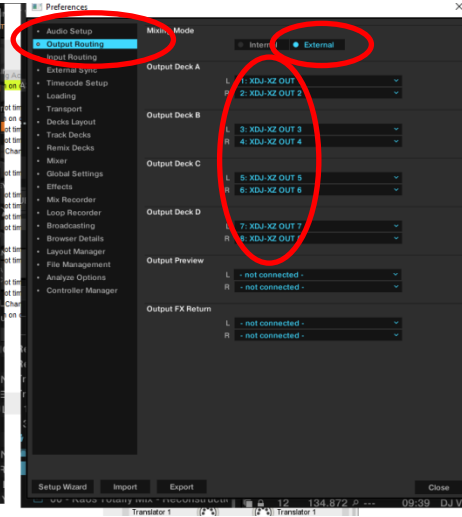 Preferences
Audio Setup
Output Routing
Input Routing
External Sync
Timecode Setup
Loading
Transport
Decks Layout
Track Decks
Remix Decks
Mixer
Global Settings
Effects
Mix Recorder
Loop Recorder
Broadcasting
Browser Details
Layout Manager
File Management
Analyze Options
Controller Manager
Mixing Mode
Internal External
Output Deck A
L 1: XDJ-XZ OUT
R 2: XDJ-XZ OUT 2
Output Deck B
L 3: XDJ-XZ OUT 3
R 4: XDJ-XZ OUT 4
Output Deck C
L 5: XDJ-XZ OUT 5
R 6: XDJ-XZ OUT 6
Output Deck D
L 7: XDJ-XZ OUT 7
R 8: XDJ-XZ OUT
Output Preview
L - not connected -
R - not connected -
Output FX Return
L - not connected -
R - not connected -
Setup Wizard Import Export Close
12 134.872 --- 09:39 DJ V
Translator 1 Translator 1